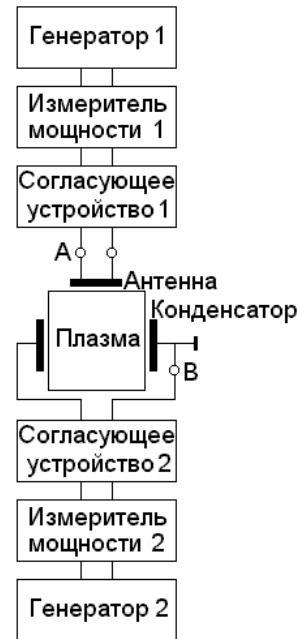 Генератор 1
Измеритель
мощности 1
Согласующее
устройство 1
А
Антенна
Конденсатор
Плазма
В
Согласующее
устройство 2
Измеритель
мощности 2
Генератор 2